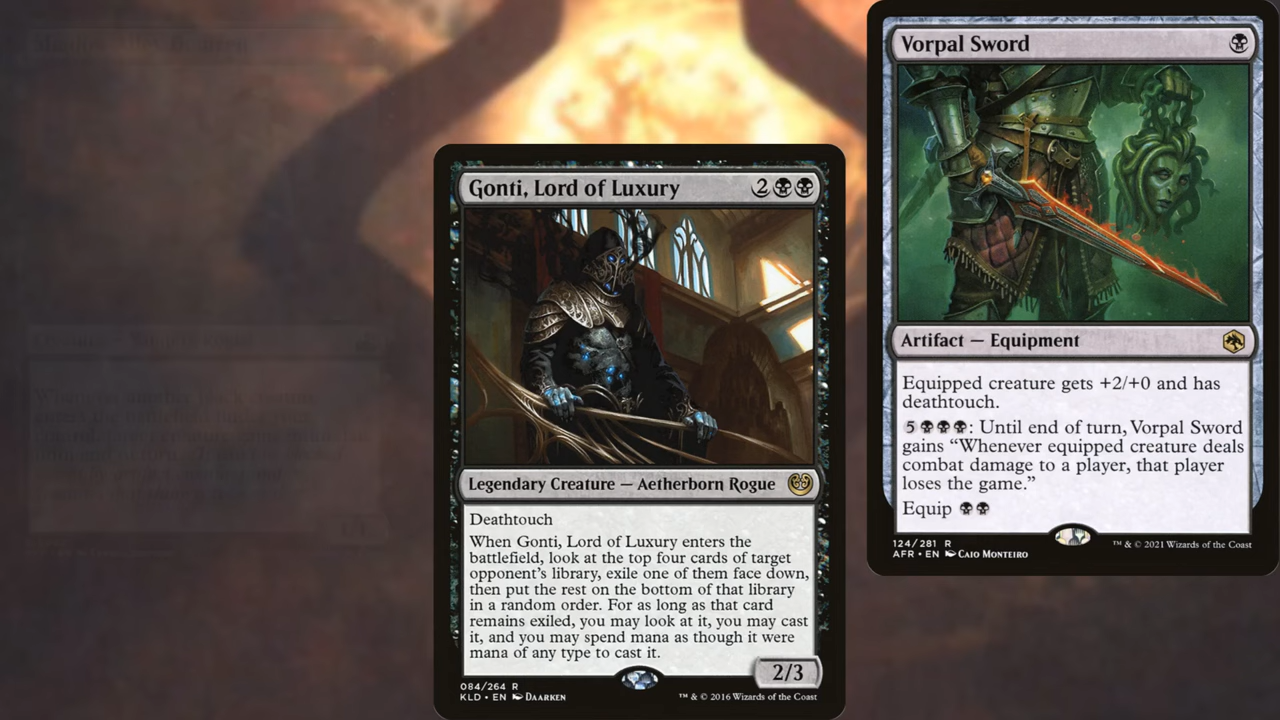 Gonti, Lord of Luxury 2
Legendary Creature — Aetherborn Rogue
Deathtouch
When Gonti, Lord of Luxury enters the
battlefield, look at the top four cards of target
opponent's library, exile one of them face down,
then put the rest on the bottom of that library
in a random order. For as long as that card
remains exiled, you may look at it, you may cast
it, and you may spend mana as though it were
mana of any type to cast it.
2/3
084/264 R
KLD • EN DAARKEN
™ & © 2016 Wizards of the Coast
Vorpal Sword
Artifact — Equipment
Equipped creature gets +2/+0 and has
deathtouch.
5: Until end of turn, Vorpal Sword
gains “Whenever equipped creature deals
combat damage to a player, that player
loses the game.”
Equip
124/281 R
AFR • EN CAIO MONTEIRO
™ & © 2021 Wizards of the Coast